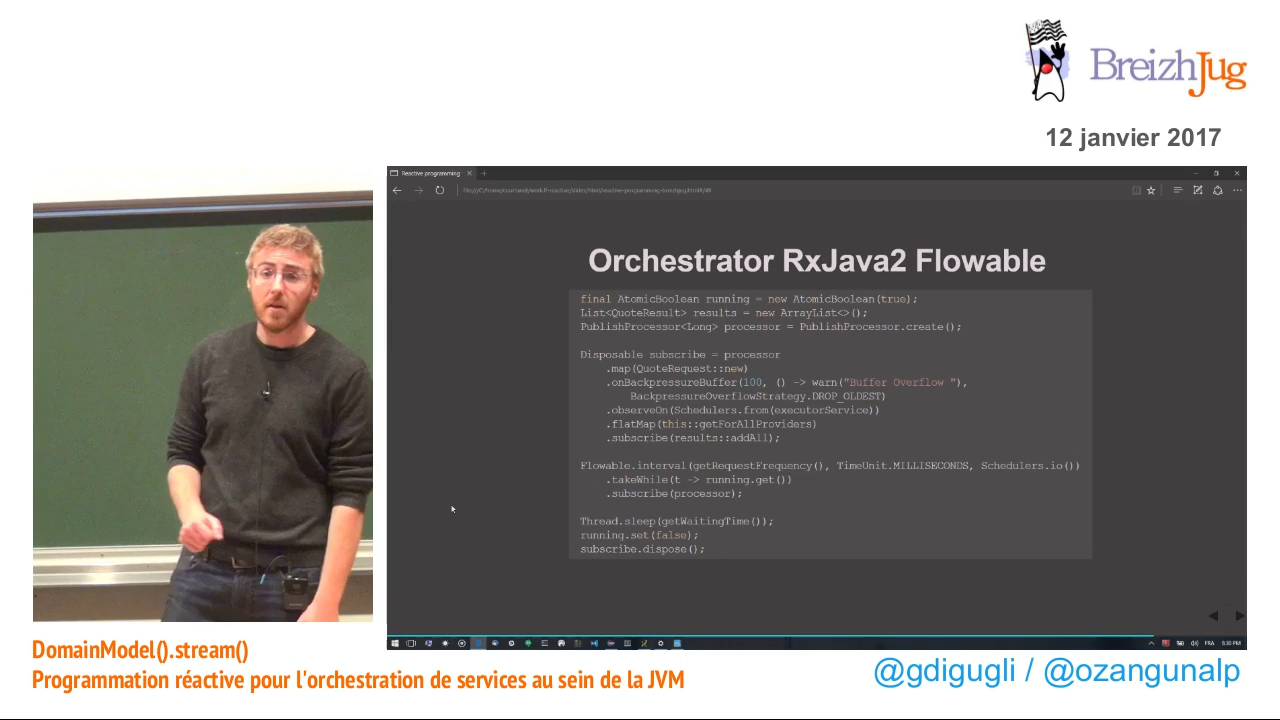 BreizhJug
12 janvier 2017
Reactive programming
Orchestrator RxJava2 Flowable
final AtomicBoolean running = new AtomicBoolean(true);
List<QuoteResult> results = new ArrayList<>();
PublishProcessor<Long> processor = PublishProcessor.create();
Disposable subscribe = processor
.map(QuoteRequest::new)
.onBackpressureBuffer(100, () -> warn("Buffer Overflow "),
BackpressureOverflowStrategy.DROP_OLDEST)
.observeOn(Schedulers.from(executorService))
.flatMap(this::getForAllProviders)
.subscribe(results::addAll);
Flowable.interval(getRequestFrequency(), TimeUnit.MILLISECONDS, Schedulers.io())
.takeWhile(t -> running.get())
.subscribe(processor);
Thread.sleep(getWaitingTime());
running.set(false);
subscribe.dispose();
FRA 8:30 PM
DomainModel().stream()
Programmation réactive pour l'orchestration de services au sein de la JVM
@gdigugli / @ozangunalp